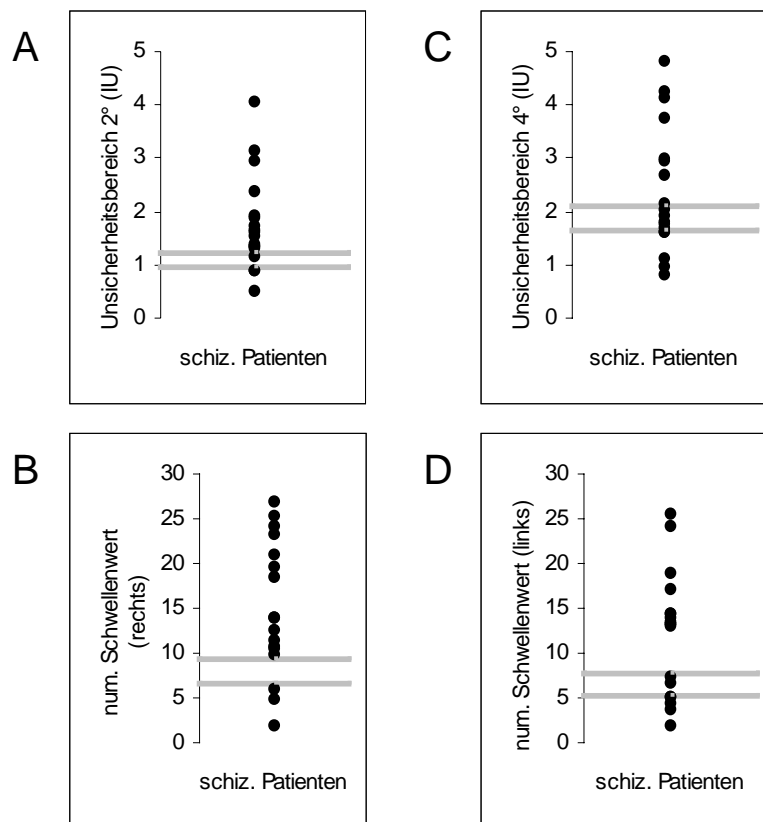 A
Unsicherheitsbereich 2° (IU)
5
4
3
2
1
0
schiz. Patienten
C
Unsicherheitsbereich 4° (IU)
5
4
3
2
1
0
schiz. Patienten
B
num. Schwellenwert
(rechts)
30
25
20
15
10
5
0
schiz. Patienten
D
num. Schwellenwert (links)
30
25
20
15
10
5
0
schiz. Patienten